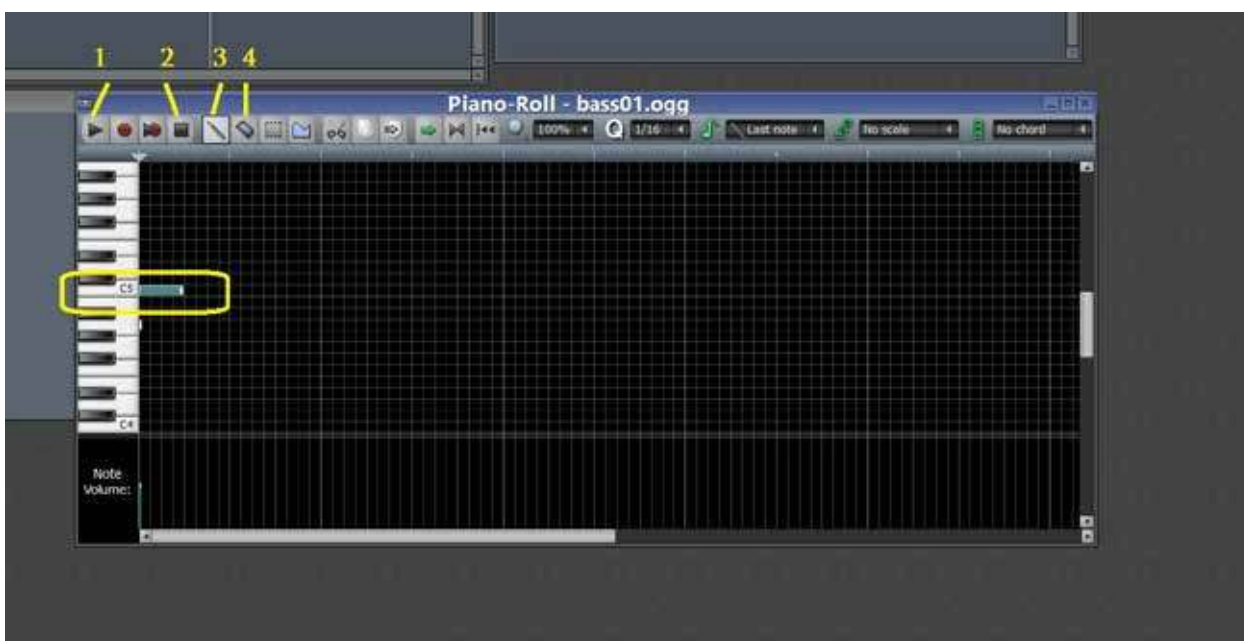 1 2 3 4
Piano-Roll - bass01.ogg
100% Q 1/16 Last note No scale No chord
C5
C4
Note
Volume: